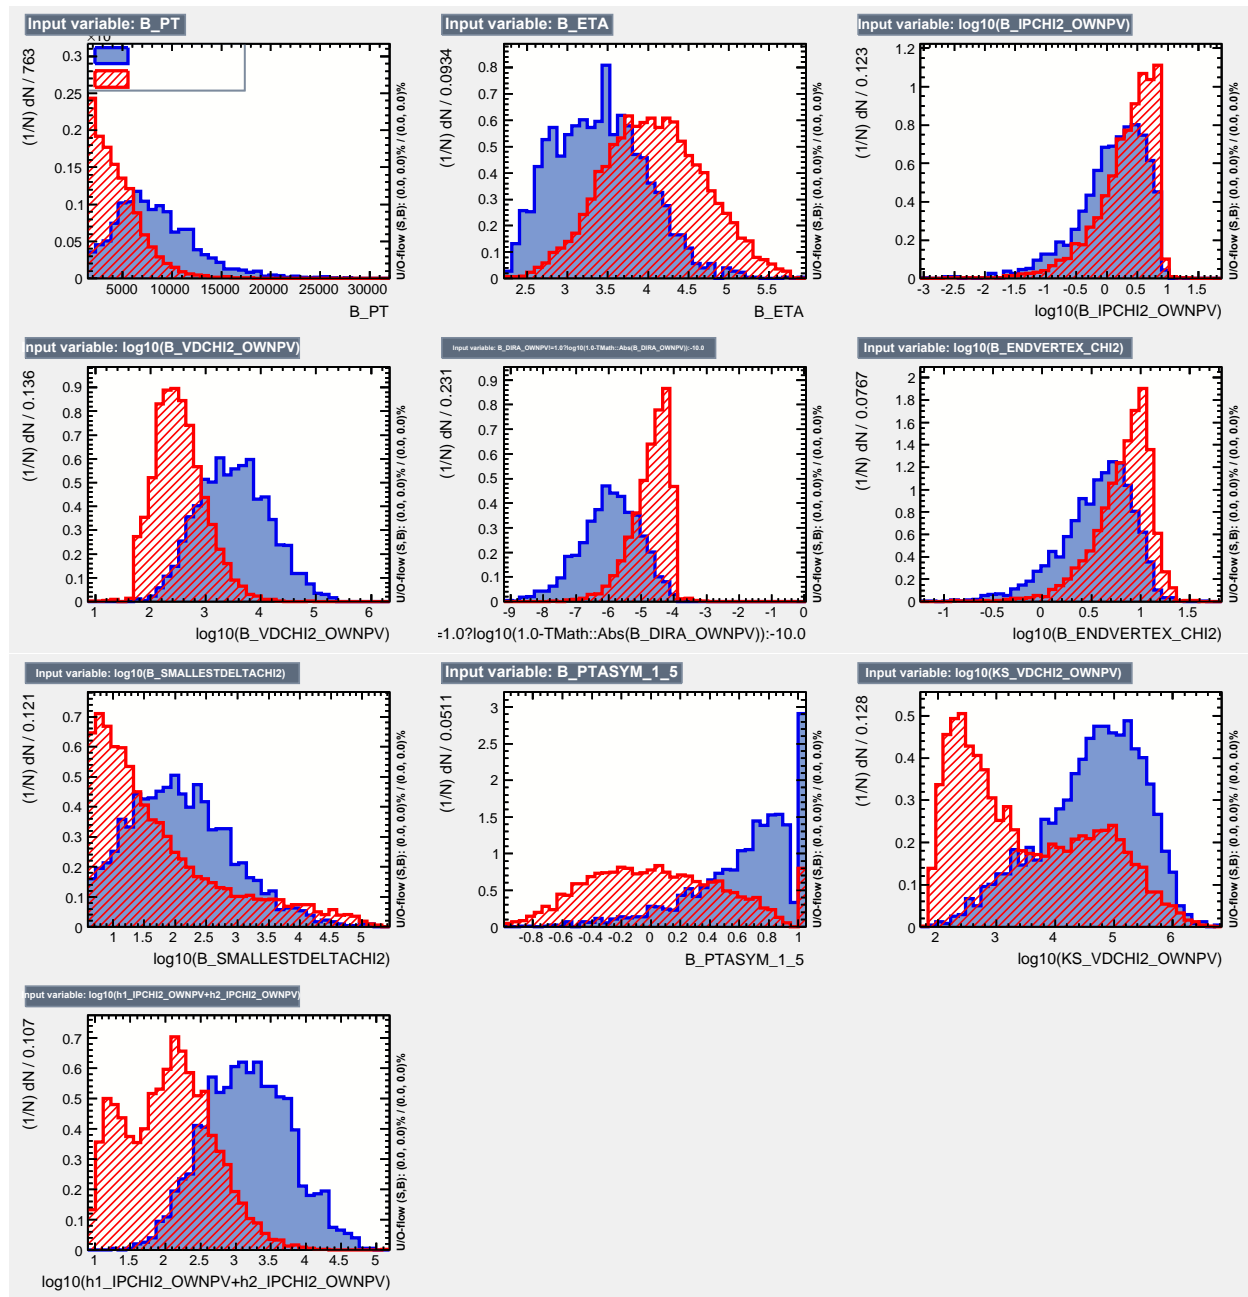 Input variable: B_PT
×10
(1/N) dN / 763
0.3
0.25
0.2
0.15
0.1
0.05
0
5000 10000 15000 20000 25000 30000
B_PT
U/O-flow (S,B): (0.0, 0.0)% / (0.0, 0.0)%
Input variable: B_ETA
(1/N) dN / 0.0934
0.8
0.7
0.6
0.5
0.4
0.3
0.2
0.1
0
2.5 3 3.5 4 4.5 5 5.5
B_ETA
U/O-flow (S,B): (0.0, 0.0)% / (0.0, 0.0)%
Input variable: log10(B_IPCHI2_OWNPV)
(1/N) dN / 0.123
1.2
1
0.8
0.6
0.4
0.2
0
-3 -2.5 -2 -1.5 -1 -0.5 0 0.5 1 1.5
log10(B_IPCHI2_OWNPV)
U/O-flow (S,B): (0.0, 0.0)% / (0.0, 0.0)%
nput variable: log10(B_VDCHI2_OWNPV)
(1/N) dN / 0.136
0.9
0.8
0.7
0.6
0.5
0.4
0.3
0.2
0.1
0
1 2 3 4 5 6
log10(B_VDCHI2_OWNPV)
U/O-flow (S,B): (0.0, 0.0)% / (0.0, 0.0)%
Input variable: B_DIRA_OWNPV!=1.0?log10(1.0-TMath::Abs(B_DIRA_OWNPV)):-10.0
(1/N) dN / 0.231
0.9
0.8
0.7
0.6
0.5
0.4
0.3
0.2
0.1
0
-9 -8 -7 -6 -5 -4 -3 -2 -1 0
=1.0?log10(1.0-TMath::Abs(B_DIRA_OWNPV)):-10.0
U/O-flow (S,B): (0.0, 0.0)% / (0.0, 0.0)%
Input variable: log10(B_ENDVERTEX_CHI2)
(1/N) dN / 0.0767
2
1.8
1.6
1.4
1.2
1
0.8
0.6
0.4
0.2
0
-1 -0.5 0 0.5 1 1.5
log10(B_ENDVERTEX_CHI2)
U/O-flow (S,B): (0.0, 0.0)% / (0.0, 0.0)%
Input variable: log10(B_SMALLESTDELTACHI2)
(1/N) dN / 0.121
0.7
0.6
0.5
0.4
0.3
0.2
0.1
0
1 1.5 2 2.5 3 3.5 4 4.5 5
log10(B_SMALLESTDELTACHI2)
U/O-flow (S,B): (0.0, 0.0)% / (0.0, 0.0)%
Input variable: B_PTASYM_1_5
(1/N) dN / 0.0511
3
2.5
2
1.5
1
0.5
0
-0.8 -0.6 -0.4 -0.2 0 0.2 0.4 0.6 0.8 1
B_PTASYM_1_5
U/O-flow (S,B): (0.0, 0.0)% / (0.0, 0.0)%
Input variable: log10(KS_VDCHI2_OWNPV)
(1/N) dN / 0.128
0.5
0.4
0.3
0.2
0.1
0
2 3 4 5 6
log10(KS_VDCHI2_OWNPV)
U/O-flow (S,B): (0.0, 0.0)% / (0.0, 0.0)%
nput variable: log10(h1_IPCHI2_OWNPV+h2_IPCHI2_OWNPV)
(1/N) dN / 0.107
0.7
0.6
0.5
0.4
0.3
0.2
0.1
0
1 1.5 2 2.5 3 3.5 4 4.5 5
log10(h1_IPCHI2_OWNPV+h2_IPCHI2_OWNPV)
U/O-flow (S,B): (0.0, 0.0)% / (0.0, 0.0)%